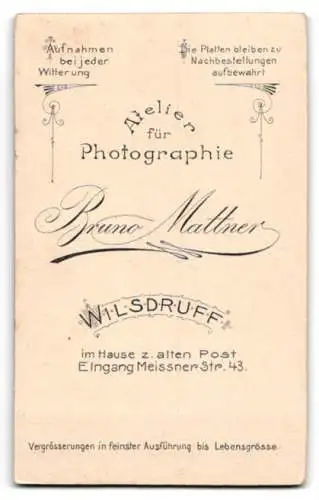 Aufnahmen
bei jeder
Witterung
Die Platten bleiben zu
Nachbestellungen
aufbewahrt
Atelier
für
Photographie
Bruno Mattner
WILSDRUFF
im Hause z. alten Post
Eingang Meissner-Str. 43.
Vergrösserungen in feinster Ausführung bis Lebensgrösse.